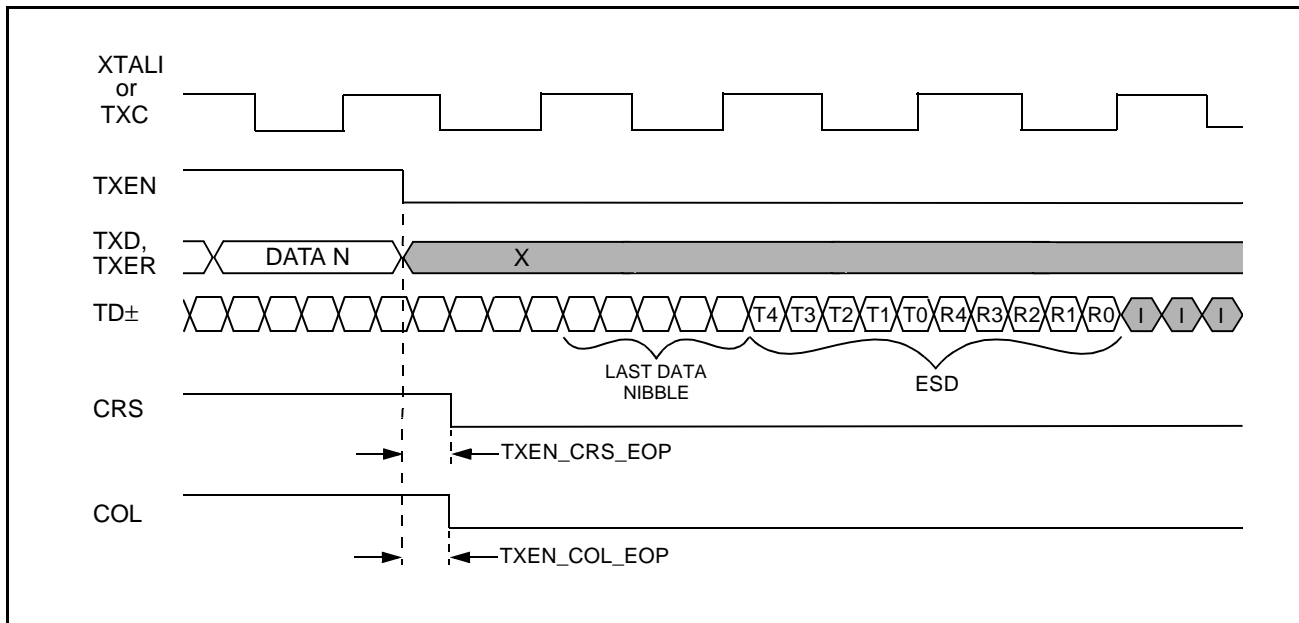 XTALI
or
TXC
TXEN
TXD,
TXER
DATA N
X
TD±
T4 T3 T2 T1 T0 R4 R3 R2 R1 R0 I I I
LAST DATA
NIBBLE
ESD
CRS
TXEN_CRS_EOP
COL
TXEN_COL_EOP